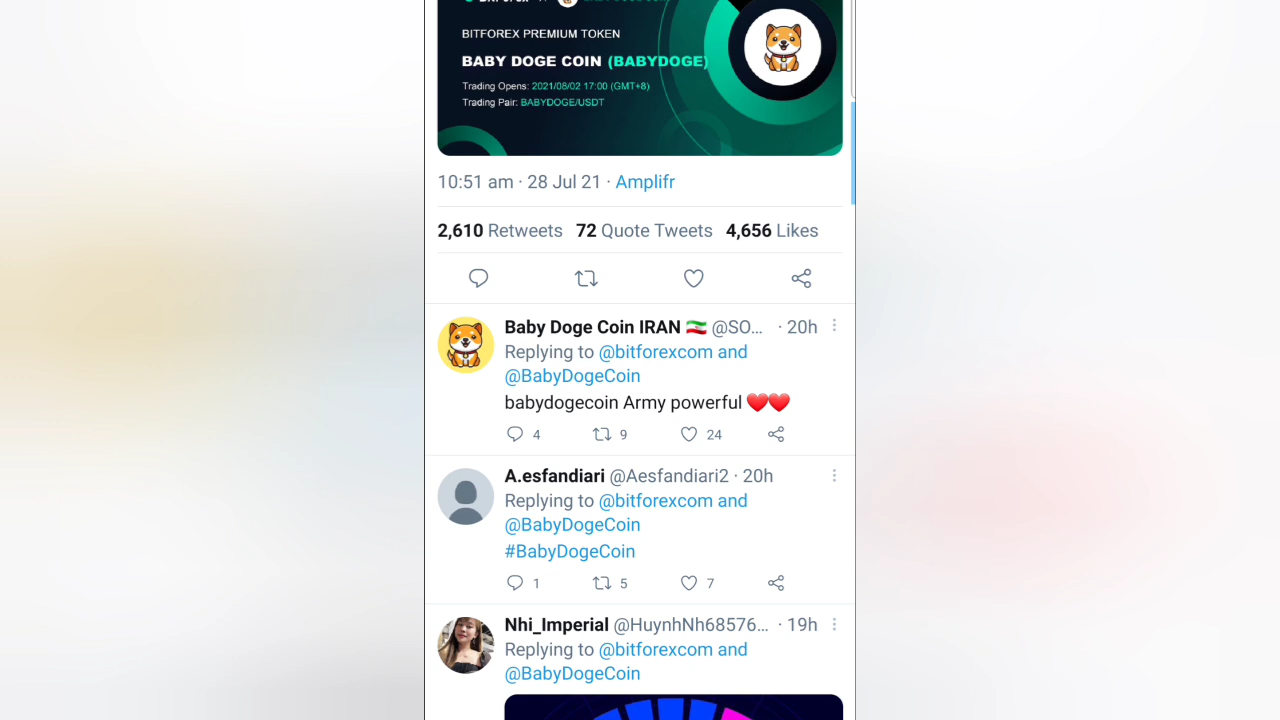 BITFOREX PREMIUM TOKEN
BABY DOGE COIN (BABYDOGE)
Trading Opens: 2021/08/02 17:00 (GMT+8)
Trading Pair: BABYDOGE/USDT
10:51 am · 28 Jul 21 · Amplifr
2,610 Retweets 72 Quote Tweets 4,656 Likes
Baby Doge Coin IRAN 🇮🇷 @SO... · 20h
Replying to @bitforexcom and
@BabyDogeCoin
babydogecoin Army powerful ❤️❤️
4 9 24
A.esfandiari @Aesfandiari2 · 20h
Replying to @bitforexcom and
@BabyDogeCoin
#BabyDogeCoin
1 5 7
Nhi_Imperial @HuynhNh68576... · 19h
Replying to @bitforexcom and
@BabyDogeCoin